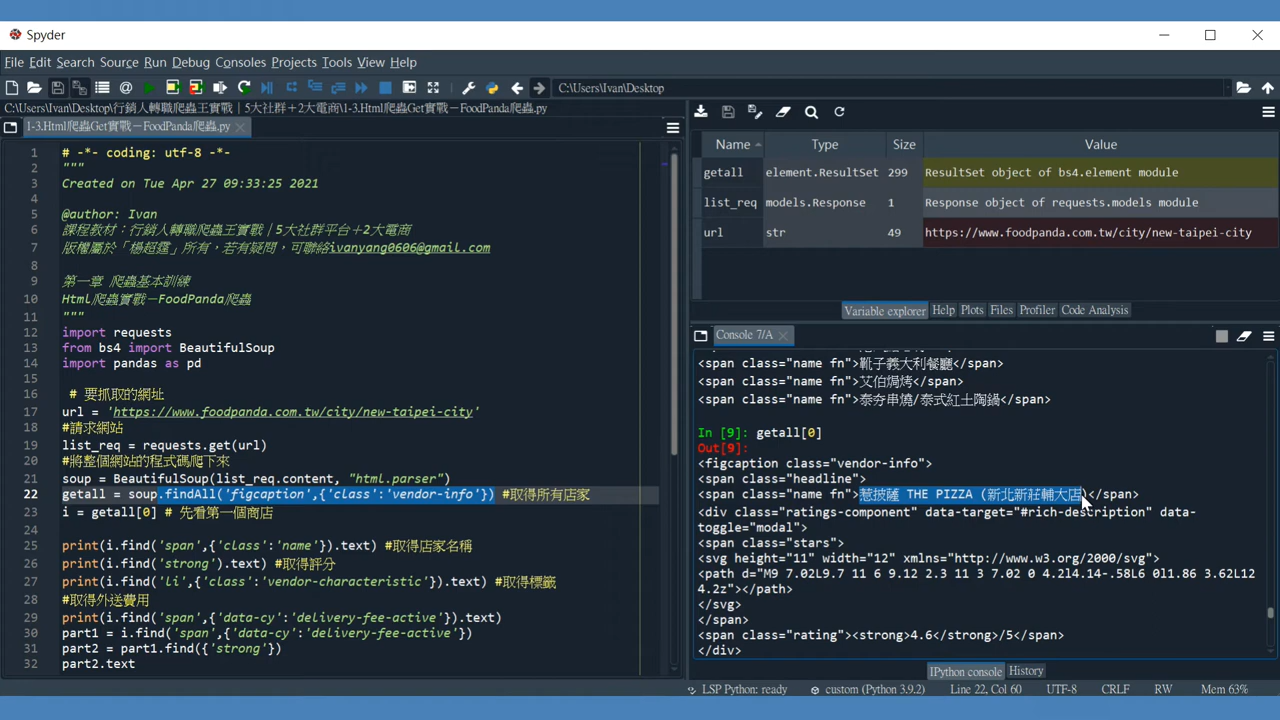 Spyder
File Edit Search Source Run Debug Consoles Projects Tools View Help
C:\Users\Ivan\Desktop
C:\Users\Ivan\Desktop\行銷人轉職爬蟲王實戰｜5大社群＋2大電商\1-3.Html爬蟲Get實戰－FoodPanda爬蟲.py
1-3.Html爬蟲Get實戰－FoodPanda爬蟲.py
1 # -*- coding: utf-8 -*-
2 """
3 Created on Tue Apr 27 09:33:25 2021
4
5 @author: Ivan
6 課程教材：行銷人轉職爬蟲王實戰｜5大社群平台＋2大電商
7 版權屬於「楊超霆」所有，若有疑問，可聯絡ivanyang0606@gmail.com
8
9 第一章 爬蟲基本訓練
10 Html爬蟲實戰－FoodPanda爬蟲
11 """
12 import requests
13 from bs4 import BeautifulSoup
14 import pandas as pd
15
16 # 要抓取的網址
17 url = 'https://www.foodpanda.com.tw/city/new-taipei-city'
18 #請求網站
19 list_req = requests.get(url)
20 #將整個網站的程式碼爬下來
21 soup = BeautifulSoup(list_req.content, "html.parser")
22 getall = soup.findAll('figcaption',{'class':'vendor-info'}) #取得所有店家
23 i = getall[0] # 先看第一個商店
24
25 print(i.find('span',{'class':'name'}).text) #取得店家名稱
26 print(i.find('strong').text) #取得評分
27 print(i.find('li',{'class':'vendor-characteristic'}).text) #取得標籤
28 #取得外送費用
29 print(i.find('span',{'data-cy':'delivery-fee-active'}).text)
30 part1 = i.find('span',{'data-cy':'delivery-fee-active'})
31 part2 = part1.find({'strong'})
32 part2.text
Name Type Size Value
getall element.ResultSet 299 ResultSet object of bs4.element module
list_req models.Response 1 Response object of requests.models module
url str 49 https://www.foodpanda.com.tw/city/new-taipei-city
Variable explorer Help Plots Files Profiler Code Analysis
Console 7/A
<span class="name fn">靴子義大利餐廳</span>
<span class="name fn">艾伯焗烤</span>
<span class="name fn">泰夯串燒/泰式紅土陶鍋</span>
In [9]: getall[0]
Out[9]:
<figcaption class="vendor-info">
<span class="headline">
<span class="name fn">惹披薩 THE PIZZA (新北新莊輔大店)</span>
<div class="ratings-component" data-target="#rich-description" data-
toggle="modal">
<span class="stars">
<svg height="11" width="12" xmlns="http://www.w3.org/2000/svg">
<path d="M9 7.02L9.7 11 6 9.12 2.3 11 3 7.02 0 4.2l4.14-.58L6 0l1.86 3.62L12
4.2z"></path>
</svg>
</span>
<span class="rating"><strong>4.6</strong>/5</span>
</div>
IPython console History
LSP Python: ready custom (Python 3.9.2) Line 22, Col 60 UTF-8 CRLF RW Mem 63%